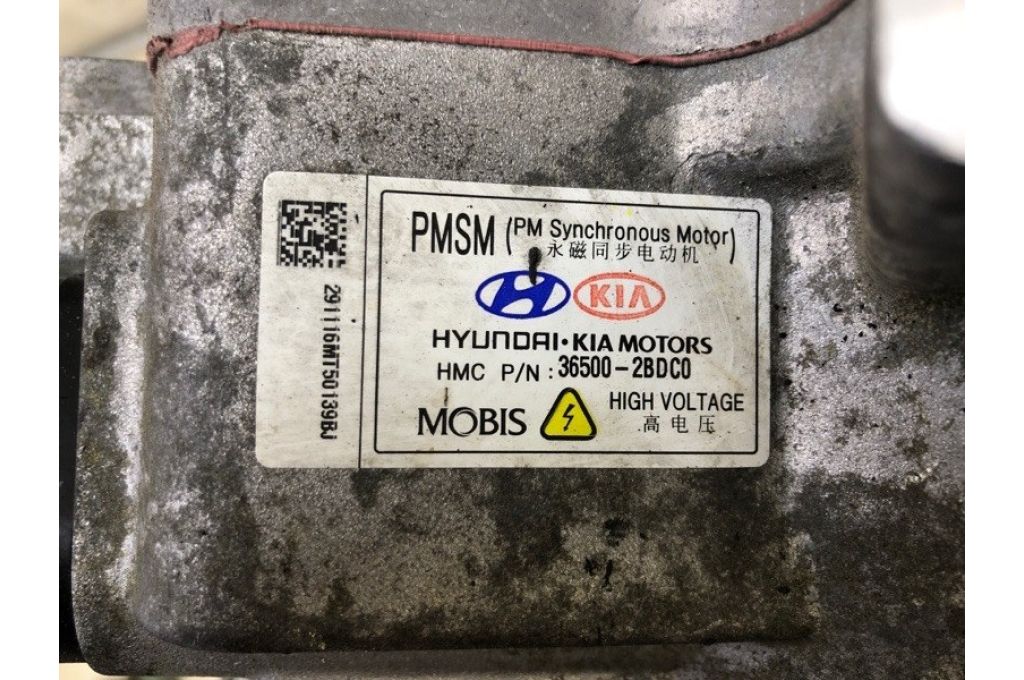 PMSM (PM Synchronous Motor)
永磁同步电动机
KIA
HYUNDAI·KIA MOTORS
HMC P/N : 36500-2BDC0
MOBIS
HIGH VOLTAGE
高电压
291116MT50139BJ